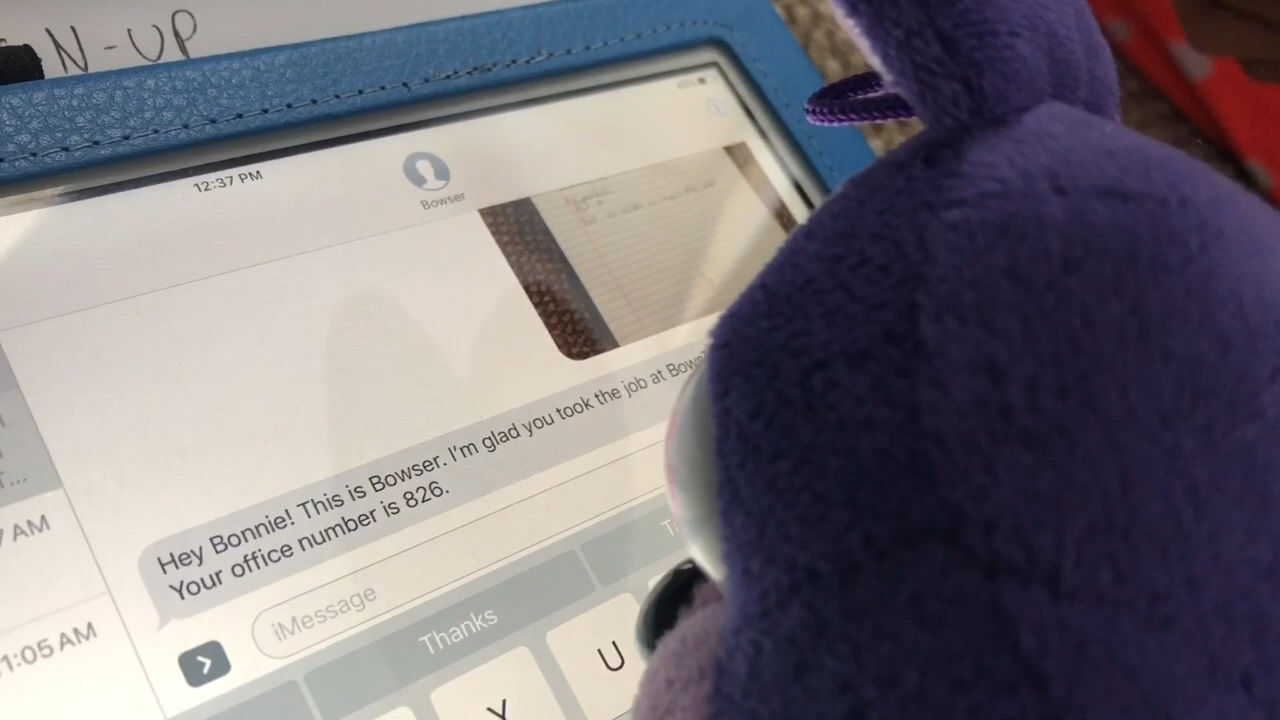 N-UP
12:37 PM
Bowser
Hey Bonnie! This is Bowser. I'm glad you took the job at
Your office number is 826.
iMessage
Thanks
Y U
AM
1:05 AM